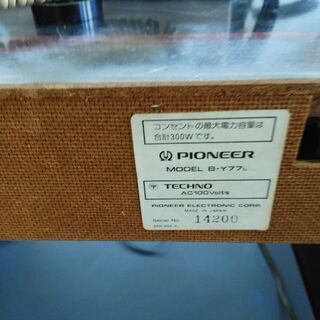 コンセントの最大電力容量は
合計300Wです。
PIONEER
MODEL B-Y77L
TECHNO
AC100Volts
PIONEER ELECTRONIC CORP.
MADE IN JAPAN
Serial No. 14200